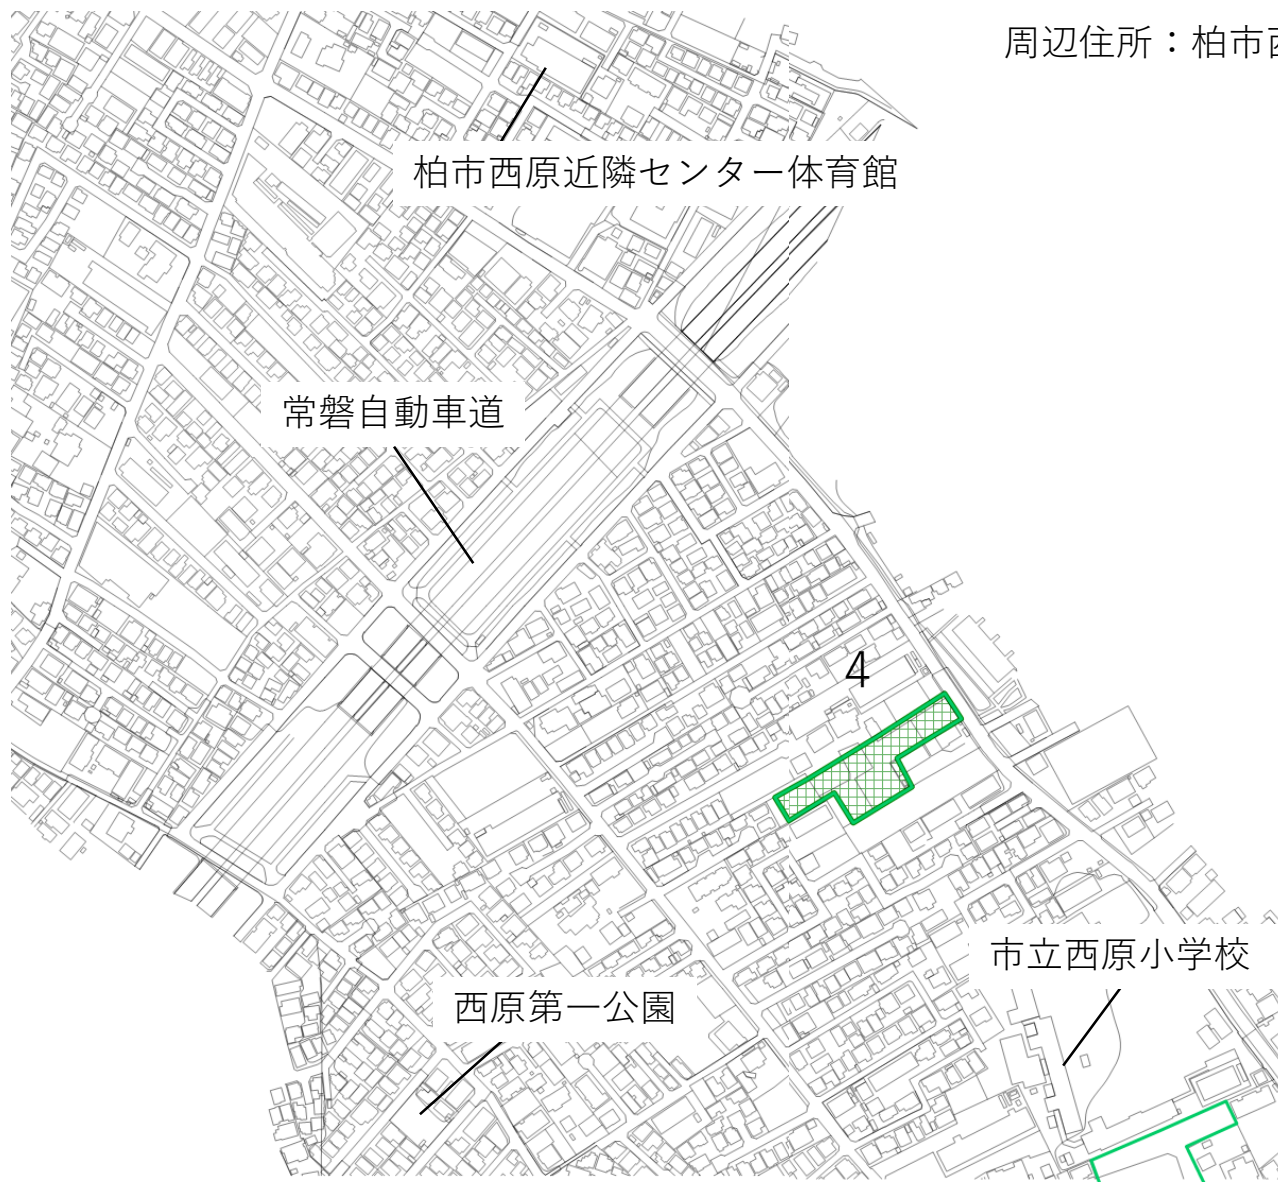 周辺住所：柏市西
柏市西原近隣センター体育館
常磐自動車道
4
市立西原小学校
西原第一公園